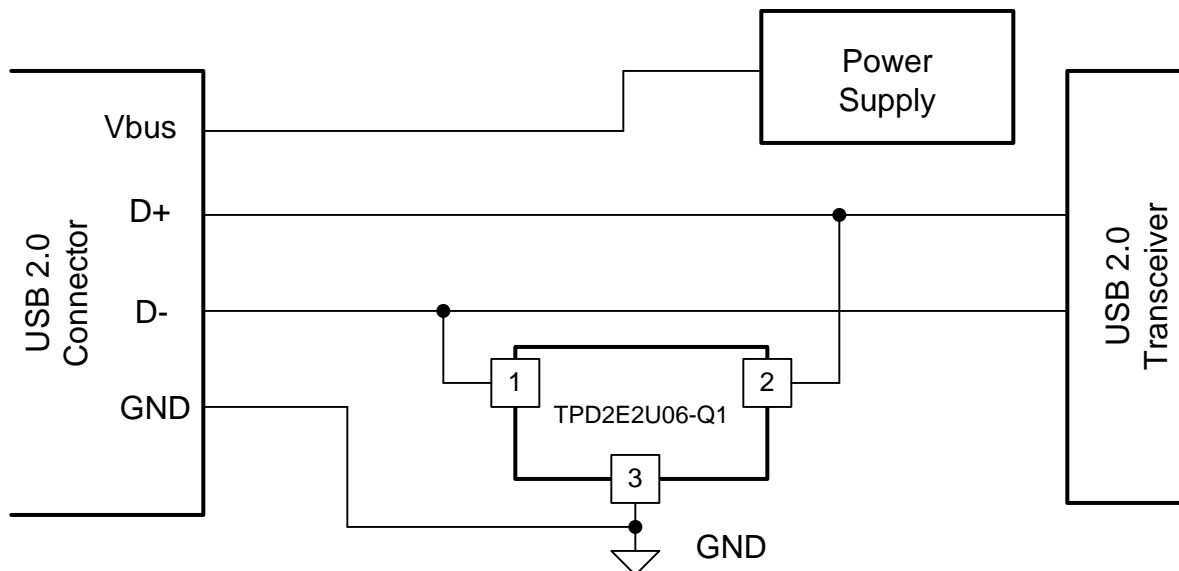 Power
Supply
Vbus
D+
D-
GND
USB 2.0
Connector
USB 2.0
Transceiver
1
2
TPD2E2U06-Q1
3
GND